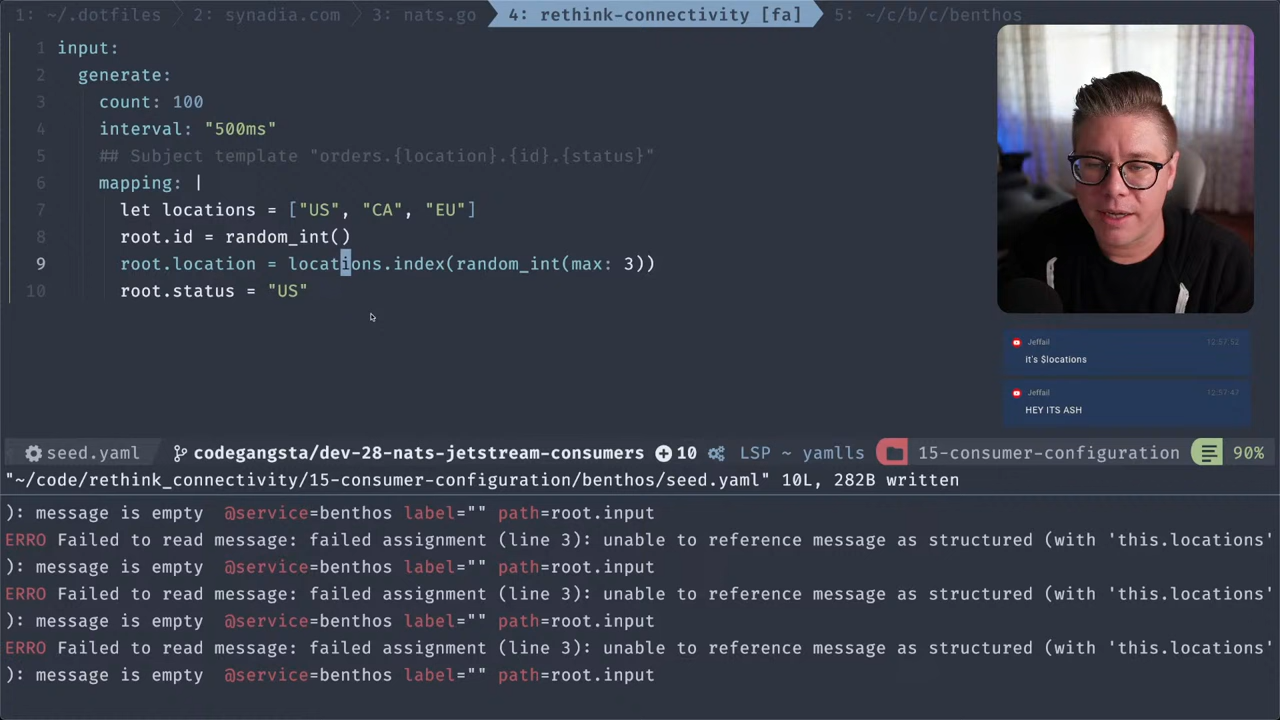 1: ~/.dotfiles 2: synadia.com 3: nats.go 4: rethink-connectivity [fa] 5: ~/c/b/c/benthos
1 input:
2 generate:
3 count: 100
4 interval: "500ms"
5 ## Subject template "orders.{location}.{id}.{status}"
6 mapping: |
7 let locations = ["US", "CA", "EU"]
8 root.id = random_int()
9 root.location = locations.index(random_int(max: 3))
10 root.status = "US"
Jeffail 12:57:52
it's $locations
Jeffail 12:57:47
HEY ITS ASH
seed.yaml codegangsta/dev-28-nats-jetstream-consumers 10 LSP ~ yamlls 15-consumer-configuration 90%
"~/code/rethink_connectivity/15-consumer-configuration/benthos/seed.yaml" 10L, 282B written
): message is empty @service=benthos label="" path=root.input
ERRO Failed to read message: failed assignment (line 3): unable to reference message as structured (with 'this.locations'
): message is empty @service=benthos label="" path=root.input
ERRO Failed to read message: failed assignment (line 3): unable to reference message as structured (with 'this.locations'
): message is empty @service=benthos label="" path=root.input
ERRO Failed to read message: failed assignment (line 3): unable to reference message as structured (with 'this.locations'
): message is empty @service=benthos label="" path=root.input